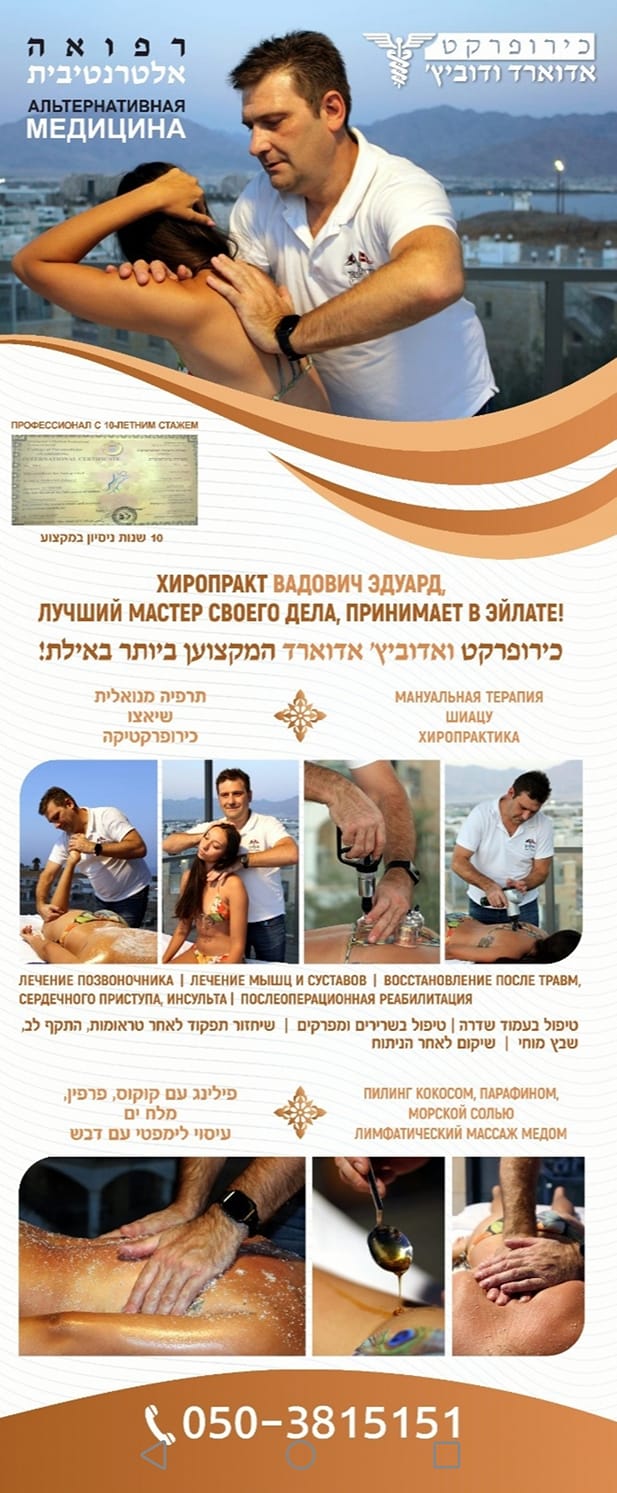 רפואה
אלטרנטיבית
АЛЬТЕРНАТИВНАЯ
МЕДИЦИНА
כירופרקט
אדוארד ודוביץ'
ПРОФЕССИОНАЛ С 10-ЛЕТНИМ СТАЖЕМ
INTERNATIONAL CERTIFICATE
10 שנות ניסיון במקצוע
ХИРОПРАКТ ВАДОВИЧ ЭДУАРД,
ЛУЧШИЙ МАСТЕР СВОЕГО ДЕЛА, ПРИНИМАЕТ В ЭЙЛАТЕ!
כירופרקט ואדוביץ' אדוארד המקצוען ביותר באילת!
תרפיה מנואלית
שיאצו
כירופרקטיקה
МАНУАЛЬНАЯ ТЕРАПИЯ
ШИАЦУ
ХИРОПРАКТИКА
ЛЕЧЕНИЕ ПОЗВОНОЧНИКА | ЛЕЧЕНИЕ МЫШЦ И СУСТАВОВ | ВОССТАНОВЛЕНИЕ ПОСЛЕ ТРАВМ,
СЕРДЕЧНОГО ПРИСТУПА, ИНСУЛЬТА | ПОСЛЕОПЕРАЦИОННАЯ РЕАБИЛИТАЦИЯ
טיפול בעמוד שדרה | טיפול בשרירים ומפרקים | שיחזור תפקוד לאחר טראומות, התקף לב,
שבץ מוחי | שיקום לאחר הניתוח
פילינג עם קוקוס, פרפין,
מלח ים
עיסוי לימפטי עם דבש
ПИЛИНГ КОКОСОМ, ПАРАФИНОМ,
МОРСКОЙ СОЛЬЮ
ЛИМФАТИЧЕСКИЙ МАССАЖ МЕДОМ
050-3815151